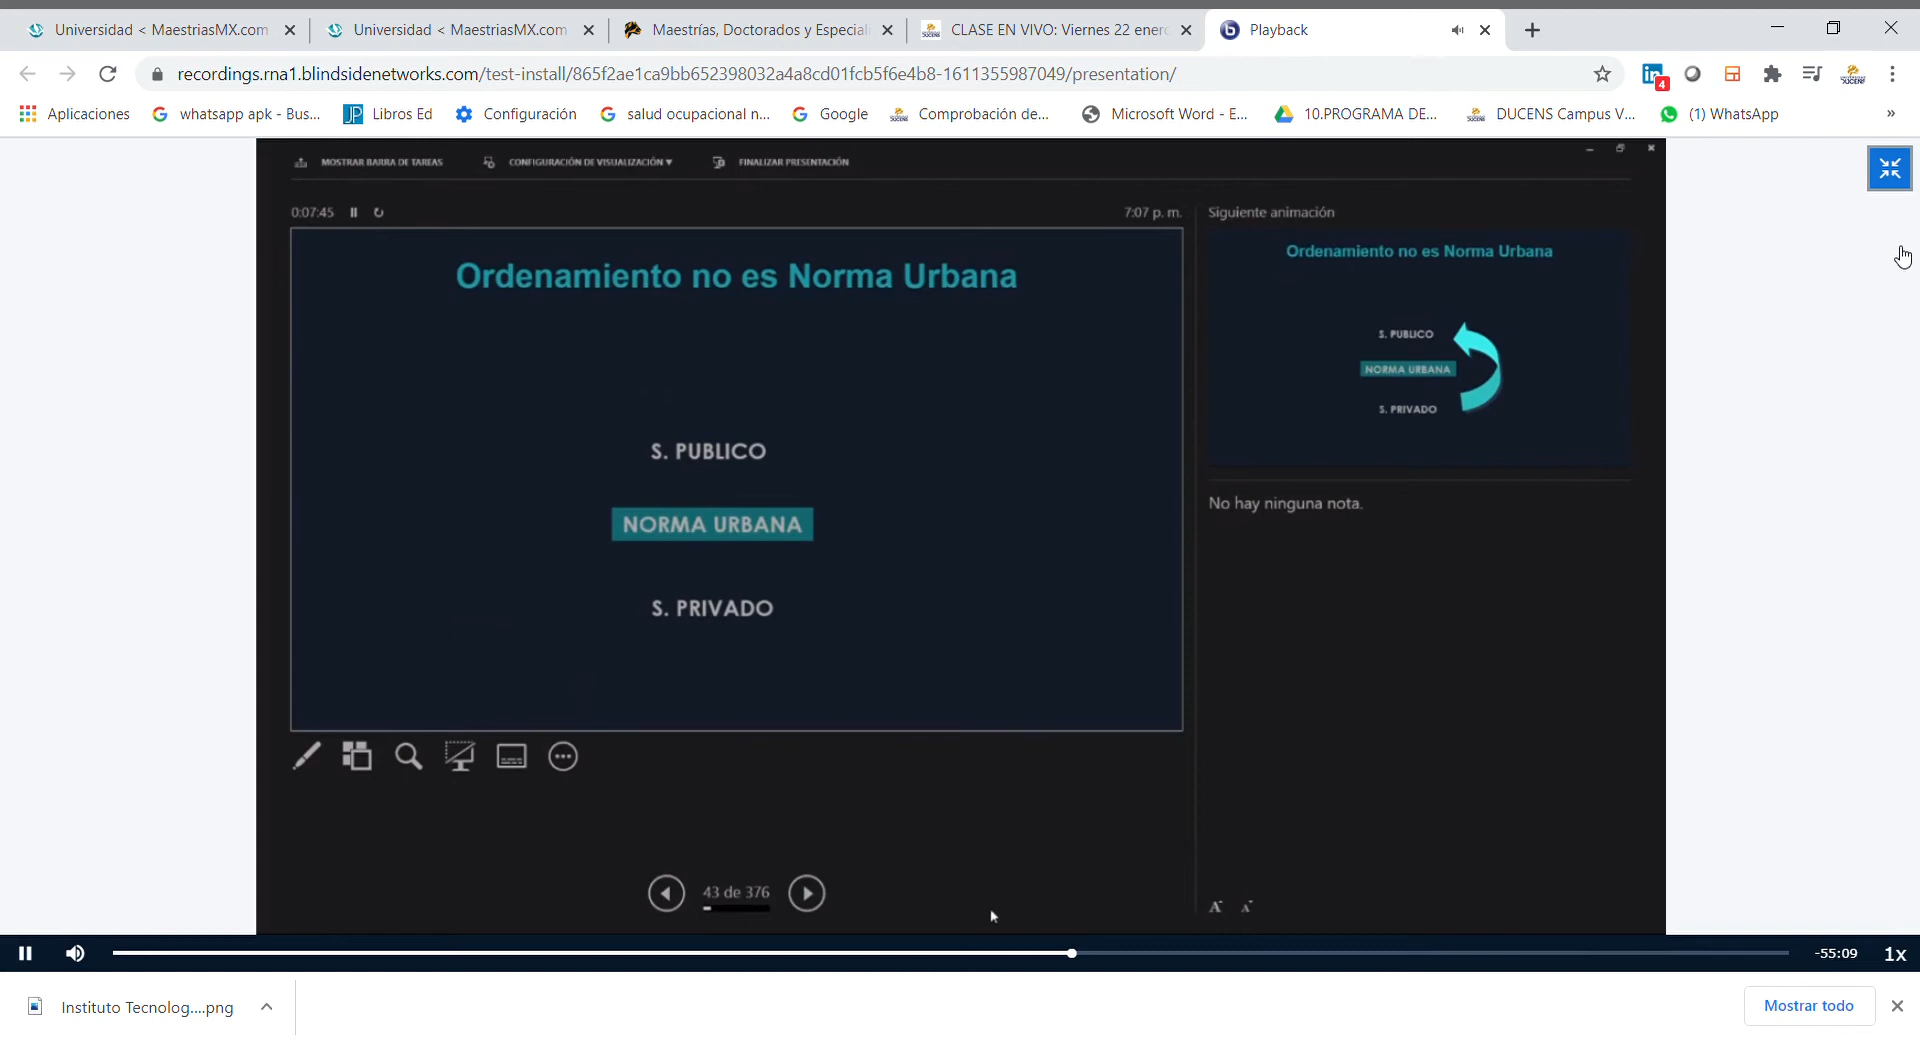 Universidad < MaestriasMX.com
Universidad < MaestriasMX.com
Maestrías, Doctorados y Especiali
CLASE EN VIVO: Viernes 22 enero
Playback
recordings.rna1.blindsidenetworks.com/test-install/865f2ae1ca9bb652398032a4a8cd01fcb5f6e4b8-1611355987049/presentation/
4
Aplicaciones
whatsapp apk - Bus...
Libros Ed
Configuración
salud ocupacional n...
Google
Comprobación de...
Microsoft Word - E...
10.PROGRAMA DE...
DUCENS Campus V...
(1) WhatsApp
»
MOSTRAR BARRA DE TAREAS
CONFIGURACIÓN DE VISUALIZACIÓN ▼
FINALIZAR PRESENTACIÓN
0:07:45
7:07 p. m.
Siguiente animación
Ordenamiento no es Norma Urbana
S. PUBLICO
NORMA URBANA
S. PRIVADO
Ordenamiento no es Norma Urbana
S. PUBLICO
NORMA URBANA
S. PRIVADO
No hay ninguna nota.
43 de 376
A
A
-55:09
1x
Instituto Tecnolog....png
Mostrar todo